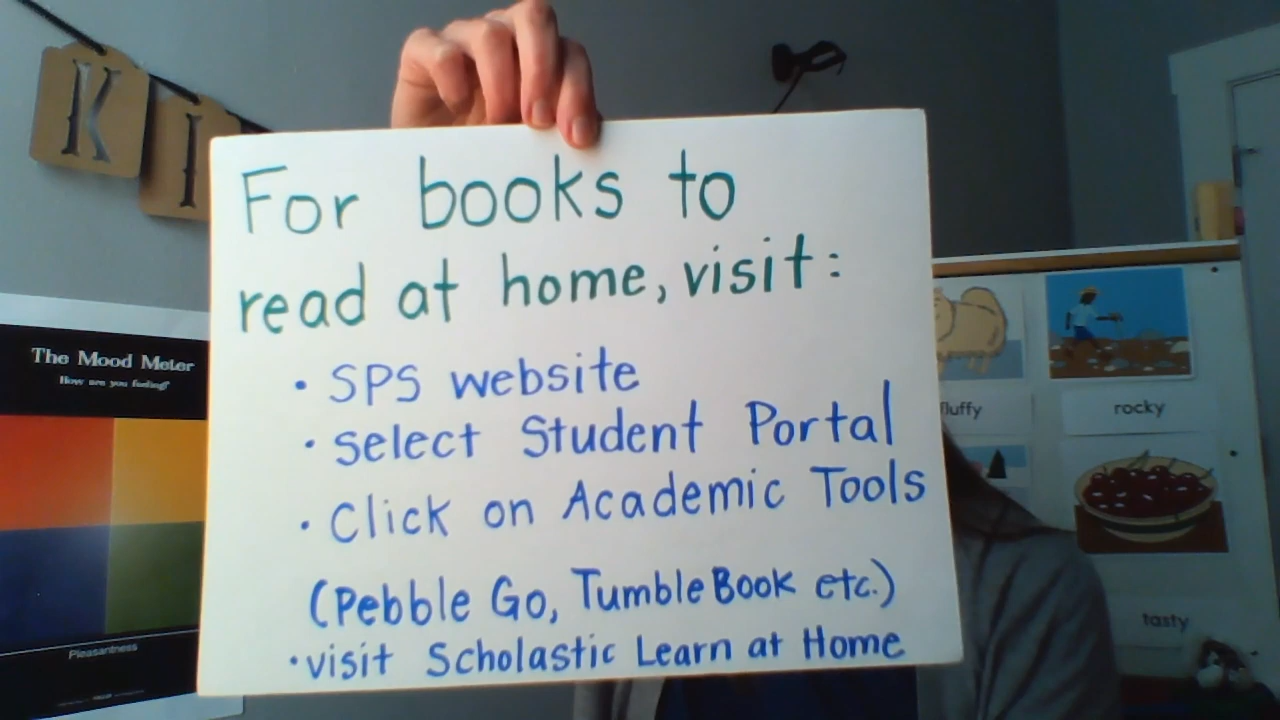 KI
For books to
read at home, visit:
• SPS website
• select Student Portal
• Click on Academic Tools
(Pebble Go, TumbleBook etc.)
• visit Scholastic Learn at Home
The Mood Meter
How are you feeling?
Pleasantness
fluffy
rocky
tasty